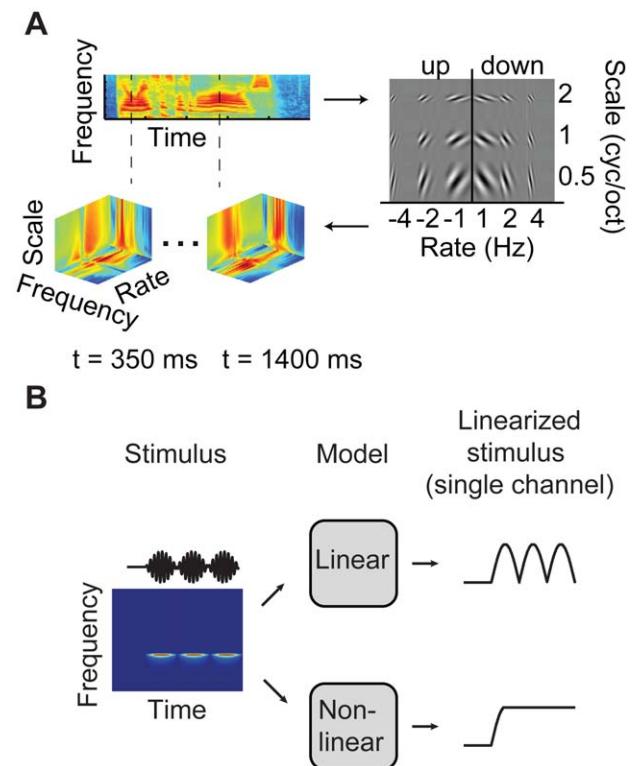 A
Frequency
Time
up down
2
1
0.5
Scale (cyc/oct)
-4 -2 -1 1 2 4
Rate (Hz)
Scale
Frequency
Rate
...
t = 350 ms t = 1400 ms
B
Stimulus
Model
Linearized
stimulus
(single channel)
Frequency
Time
Linear
Non-
linear